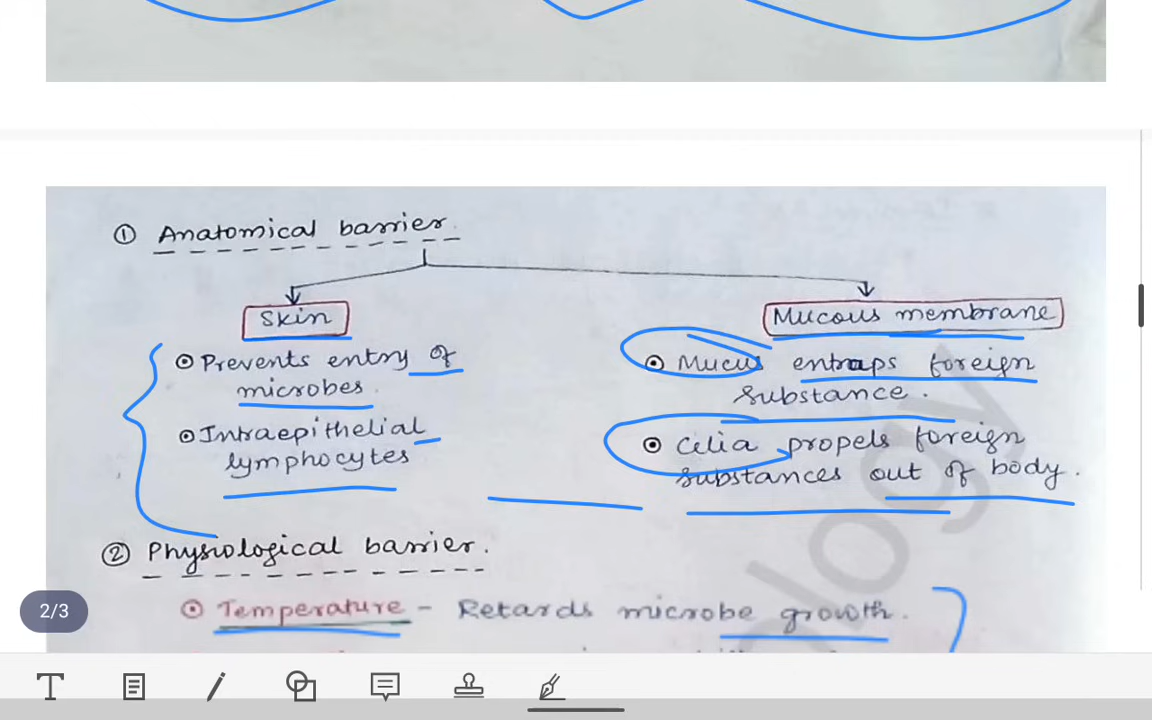 ① Anatomical barrier.
Skin
Mucous membrane
⊙ Prevents entry of
microbes.
⊙ Intraepithelial
lymphocytes
⊙ Mucus entraps foreign
substance.
⊙ Celia propels foreign
substances out of body.
② Physiological barrier.
⊙ Temperature - Retards microbe growth.
2/3